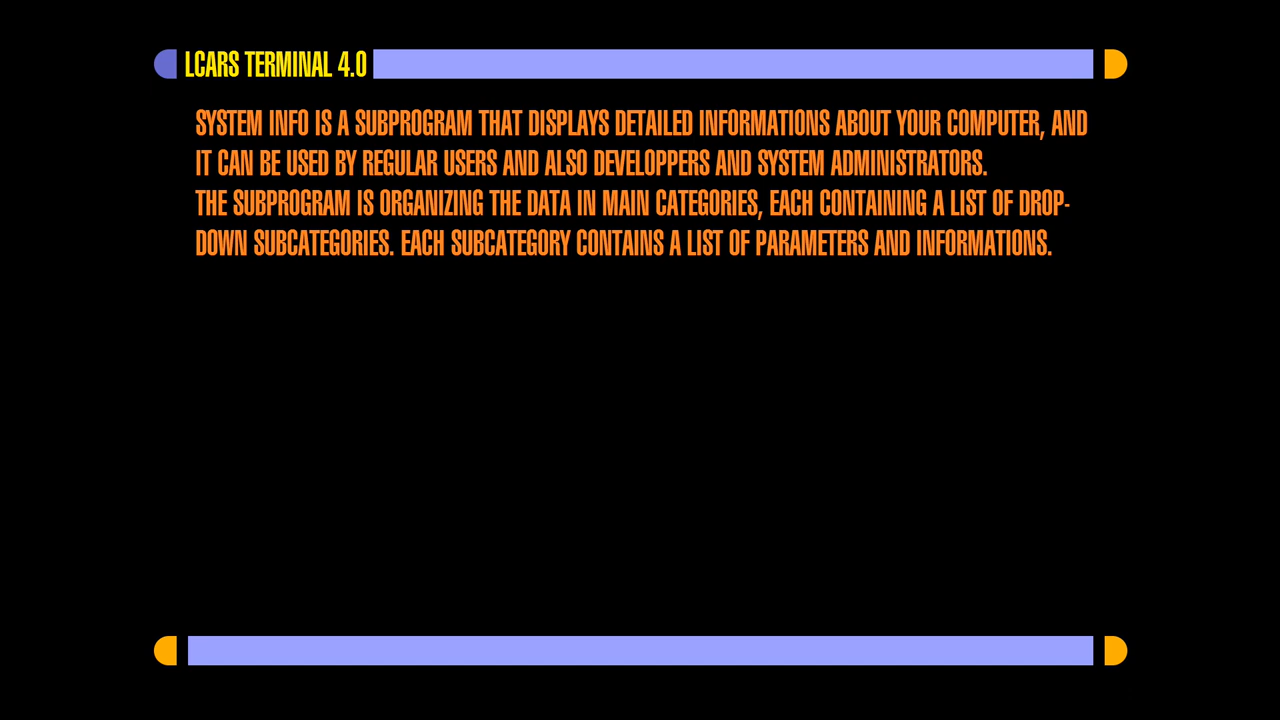 LCARS TERMINAL 4.0
SYSTEM INFO IS A SUBPROGRAM THAT DISPLAYS DETAILED INFORMATIONS ABOUT YOUR COMPUTER, AND
IT CAN BE USED BY REGULAR USERS AND ALSO DEVELOPPERS AND SYSTEM ADMINISTRATORS.
THE SUBPROGRAM IS ORGANIZING THE DATA IN MAIN CATEGORIES, EACH CONTAINING A LIST OF DROP-
DOWN SUBCATEGORIES. EACH SUBCATEGORY CONTAINS A LIST OF PARAMETERS AND INFORMATIONS.